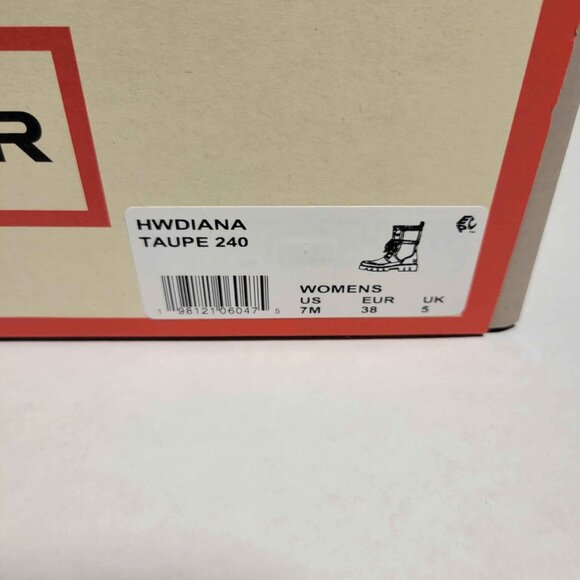 R
HWDIANA
TAUPE 240
WOMENS
US EUR UK
7M 38 5
1 98121 06047 5